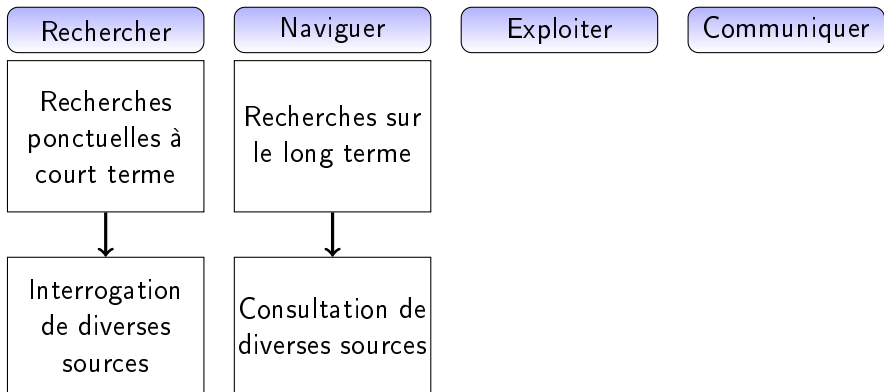 Rechercher
Naviguer
Exploiter
Communiquer
Recherches
ponctuelles à
court terme
Recherches sur
le long terme
Interrogation
de diverses
sources
Consultation de
diverses sources